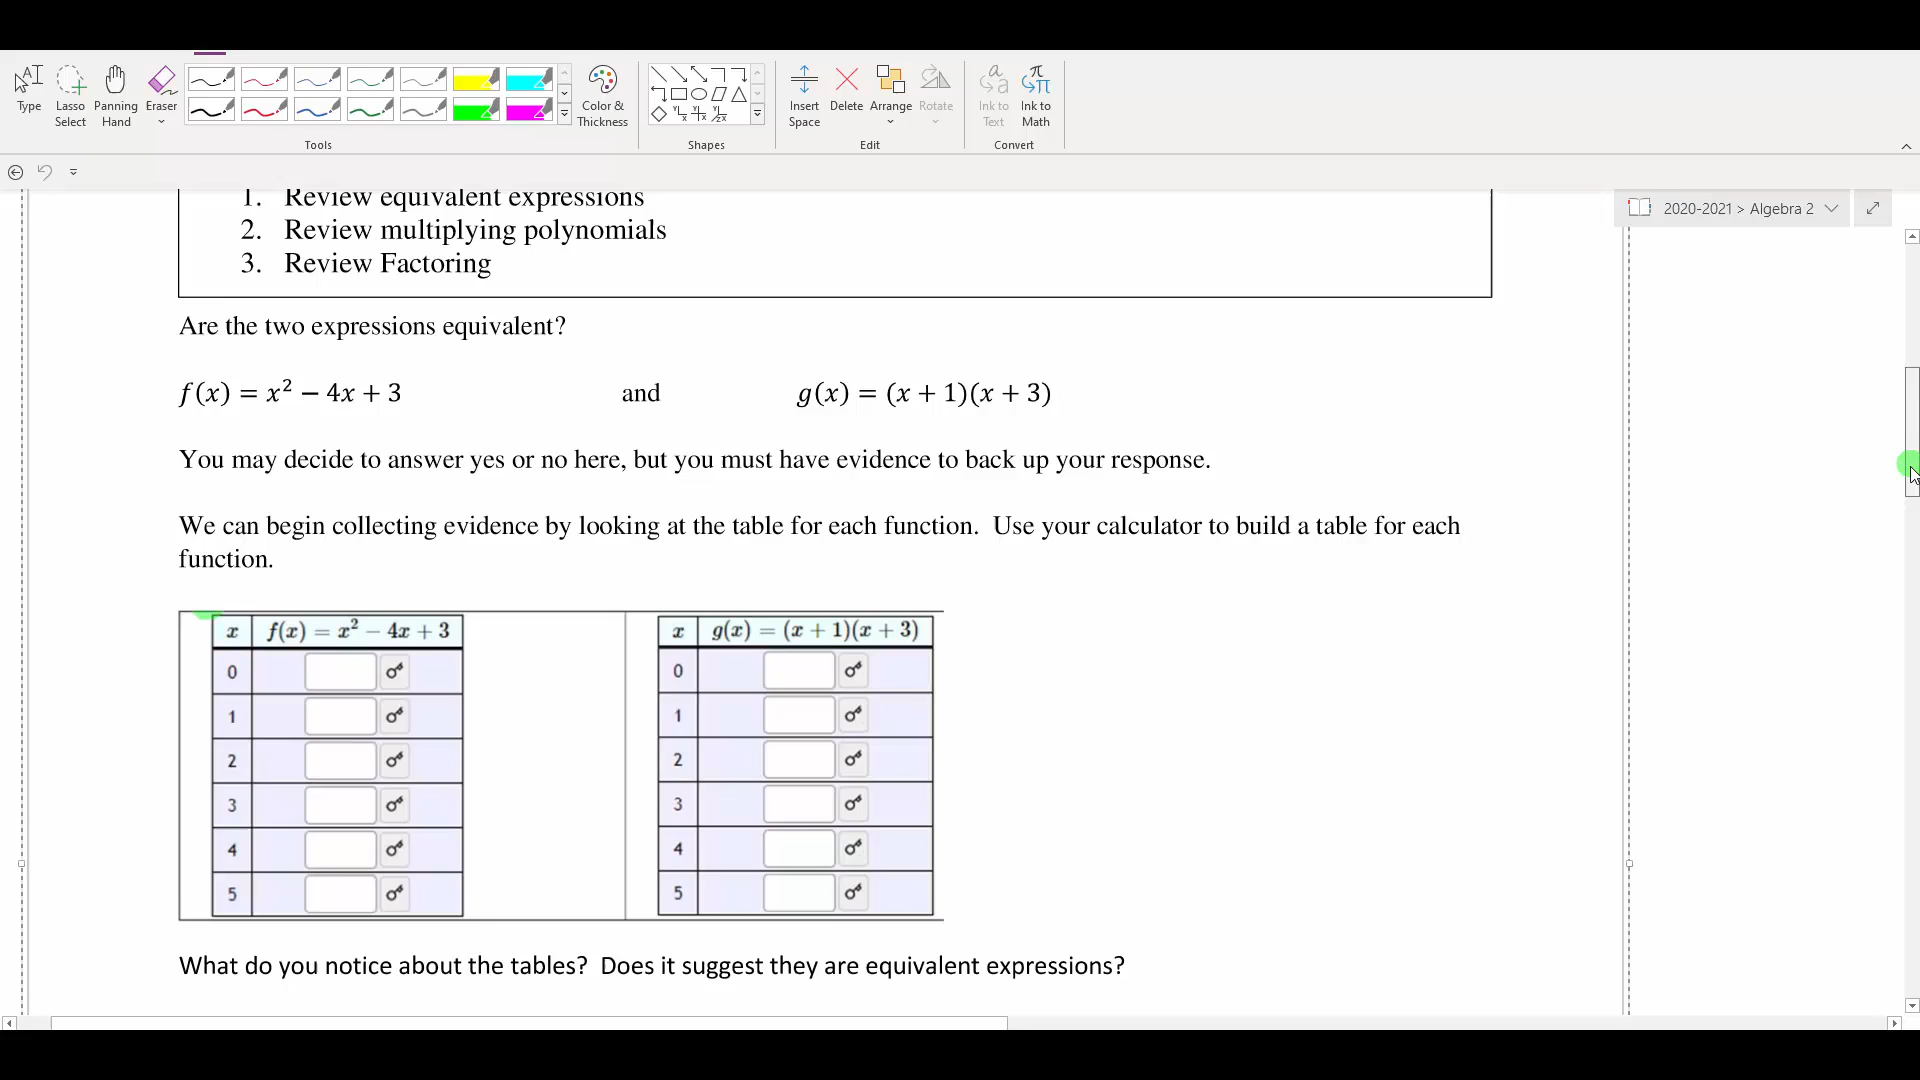 Type
Lasso Select
Panning Hand
Eraser
Color & Thickness
Insert Space
Delete
Arrange
Rotate
Ink to Text
Ink to Math
Tools
Shapes
Edit
Convert
2020-2021 > Algebra 2
1. Review equivalent expressions
2. Review multiplying polynomials
3. Review Factoring
Are the two expressions equivalent?
f(x) = x² − 4x + 3 and g(x) = (x + 1)(x + 3)
You may decide to answer yes or no here, but you must have evidence to back up your response.
We can begin collecting evidence by looking at the table for each function. Use your calculator to build a table for each
function.
x f(x) = x² − 4x + 3
0
1
2
3
4
5
x g(x) = (x + 1)(x + 3)
0
1
2
3
4
5
What do you notice about the tables? Does it suggest they are equivalent expressions?